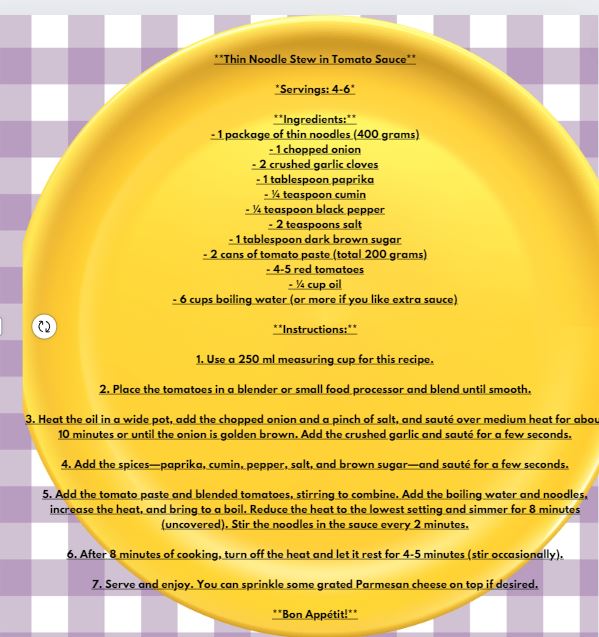 **Thin Noodle Stew in Tomato Sauce**
*Servings: 4-6*
**Ingredients:**
- 1 package of thin noodles (400 grams)
- 1 chopped onion
- 2 crushed garlic cloves
- 1 tablespoon paprika
- ¼ teaspoon cumin
- ¼ teaspoon black pepper
- 2 teaspoons salt
- 1 tablespoon dark brown sugar
- 2 cans of tomato paste (total 200 grams)
- 4-5 red tomatoes
- ¼ cup oil
- 6 cups boiling water (or more if you like extra sauce)
**Instructions:**
1. Use a 250 ml measuring cup for this recipe.
2. Place the tomatoes in a blender or small food processor and blend until smooth.
3. Heat the oil in a wide pot, add the chopped onion and a pinch of salt, and sauté over medium heat for abou
10 minutes or until the onion is golden brown. Add the crushed garlic and sauté for a few seconds.
4. Add the spices—paprika, cumin, pepper, salt, and brown sugar—and sauté for a few seconds.
5. Add the tomato paste and blended tomatoes, stirring to combine. Add the boiling water and noodles,
increase the heat, and bring to a boil. Reduce the heat to the lowest setting and simmer for 8 minutes
(uncovered). Stir the noodles in the sauce every 2 minutes.
6. After 8 minutes of cooking, turn off the heat and let it rest for 4-5 minutes (stir occasionally).
7. Serve and enjoy. You can sprinkle some grated Parmesan cheese on top if desired.
**Bon Appétit!**